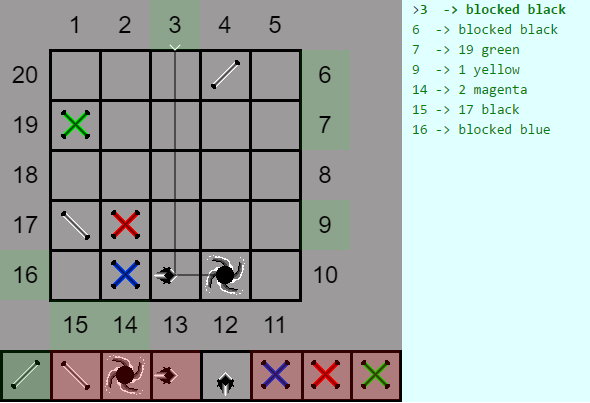 1 2 3 4 5
20 6
19 7
18 8
17 9
16 10
15 14 13 12 11
>3 -> blocked black
6 -> blocked black
7 -> 19 green
9 -> 1 yellow
14 -> 2 magenta
15 -> 17 black
16 -> blocked blue